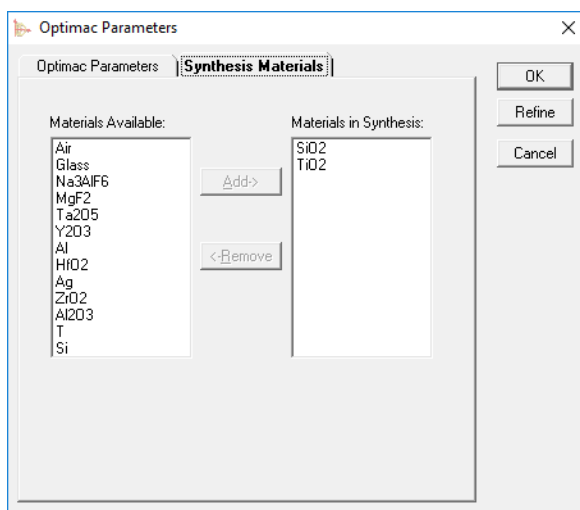 Optimac Parameters
Optimac Parameters
Synthesis Materials
OK
Refine
Cancel
Materials Available:
Air
Glass
Na3AlF6
MgF2
Ta2O5
Y2O3
Al
HfO2
Ag
ZrO2
Al2O3
T
Si
Add->
<-Remove
Materials in Synthesis:
SiO2
TiO2